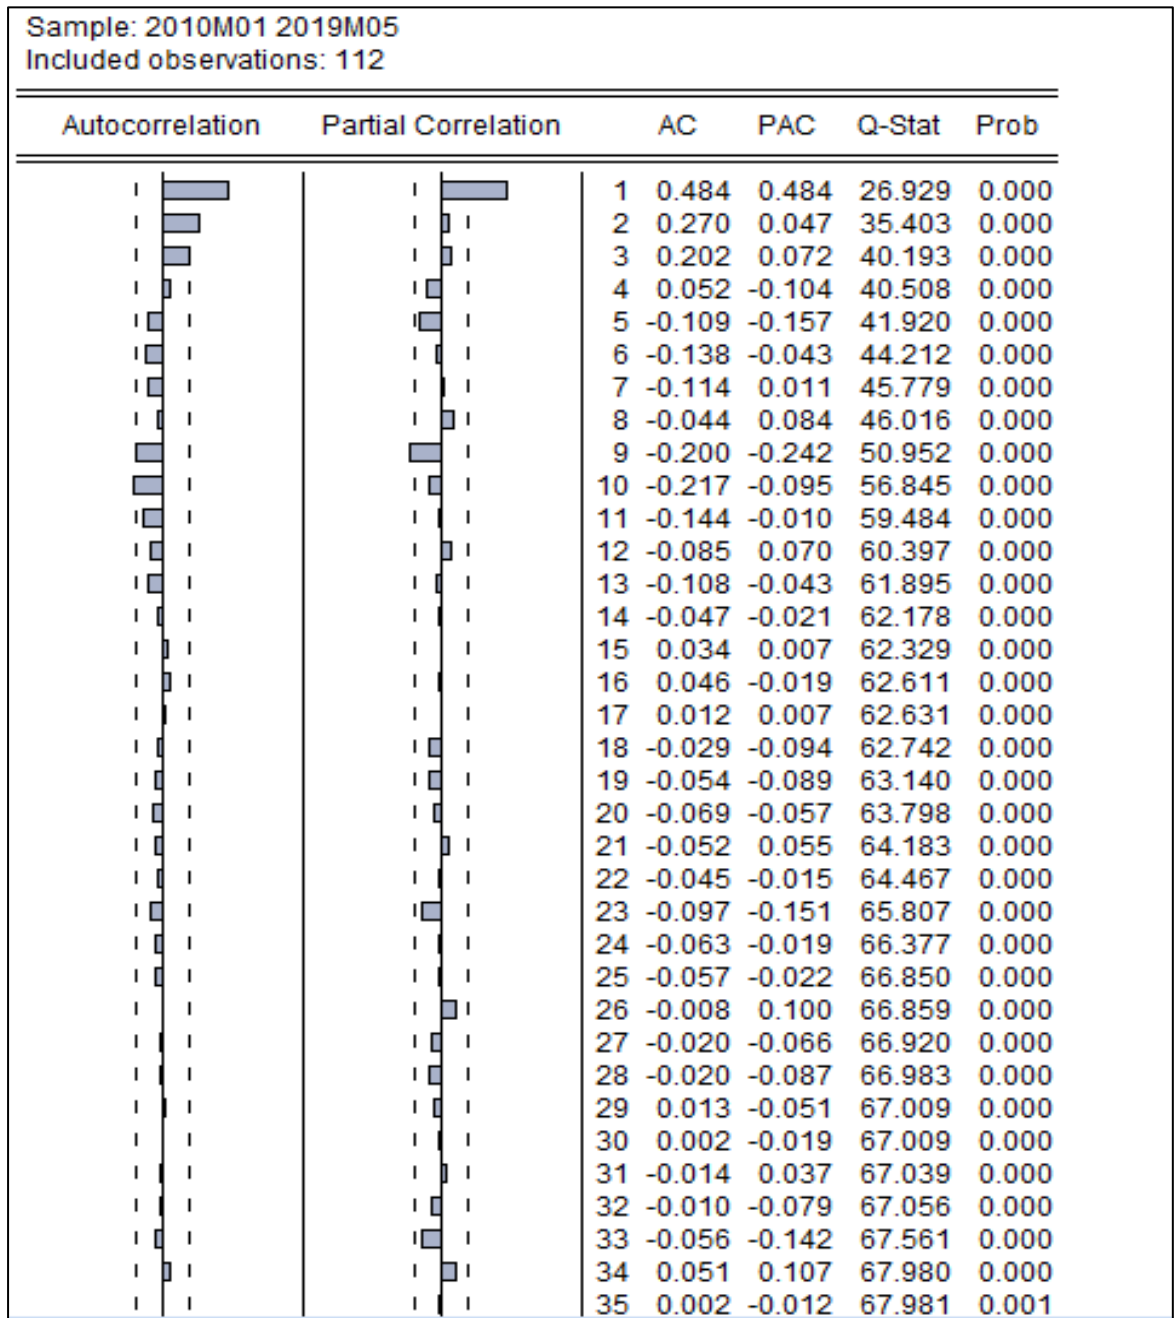 Sample: 2010M01 2019M05
Included observations: 112
Autocorrelation Partial Correlation AC PAC Q-Stat Prob
1 0.484 0.484 26.929 0.000
2 0.270 0.047 35.403 0.000
3 0.202 0.072 40.193 0.000
4 0.052 -0.104 40.508 0.000
5 -0.109 -0.157 41.920 0.000
6 -0.138 -0.043 44.212 0.000
7 -0.114 0.011 45.779 0.000
8 -0.044 0.084 46.016 0.000
9 -0.200 -0.242 50.952 0.000
10 -0.217 -0.095 56.845 0.000
11 -0.144 -0.010 59.484 0.000
12 -0.085 0.070 60.397 0.000
13 -0.108 -0.043 61.895 0.000
14 -0.047 -0.021 62.178 0.000
15 0.034 0.007 62.329 0.000
16 0.046 -0.019 62.611 0.000
17 0.012 0.007 62.631 0.000
18 -0.029 -0.094 62.742 0.000
19 -0.054 -0.089 63.140 0.000
20 -0.069 -0.057 63.798 0.000
21 -0.052 0.055 64.183 0.000
22 -0.045 -0.015 64.467 0.000
23 -0.097 -0.151 65.807 0.000
24 -0.063 -0.019 66.377 0.000
25 -0.057 -0.022 66.850 0.000
26 -0.008 0.100 66.859 0.000
27 -0.020 -0.066 66.920 0.000
28 -0.020 -0.087 66.983 0.000
29 0.013 -0.051 67.009 0.000
30 0.002 -0.019 67.009 0.000
31 -0.014 0.037 67.039 0.000
32 -0.010 -0.079 67.056 0.000
33 -0.056 -0.142 67.561 0.000
34 0.051 0.107 67.980 0.000
35 0.002 -0.012 67.981 0.001